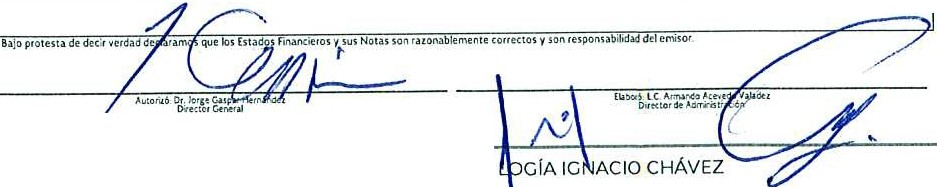 Bajo protesta de decir verdad declaramos que los Estados Financieros y sus Notas son razonablemente correctos y son responsabilidad del emisor.
Autorizó: Dr. Jorge Gaspar Hernández
Director General
Elaboró: L.C. Armando Acevedo Valadez
Director de Administración
LOGÍA IGNACIO CHÁVEZ